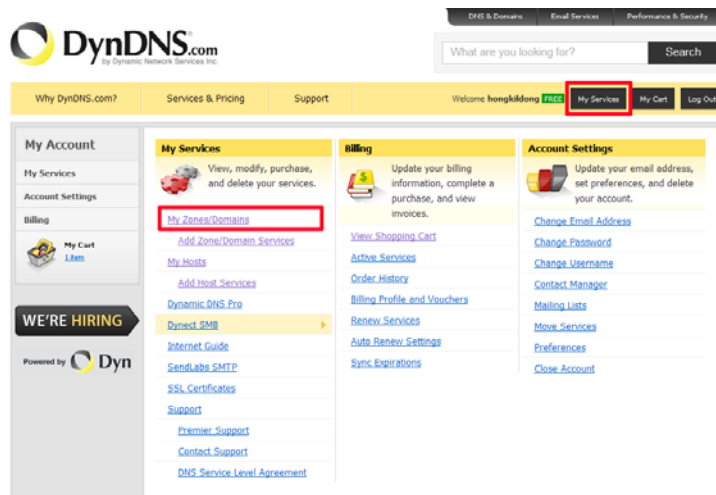 DNS & Domains Email Services Performance & Security
DynDNS.com
by Dynamic Network Services Inc.
What are you looking for? Search
Why DynDNS.com? Services & Pricing Support Welcome hongkildong FREE My Services My Cart Log Out
My Account
My Services
Account Settings
Billing
My Cart
1 item
WE'RE HIRING
Powered by Dyn
My Services
View, modify, purchase,
and delete your services.
My Zones/Domains
Add Zone/Domain Services
My Hosts
Add Host Services
Dynamic DNS Pro
Dynect SMB
Internet Guide
SendLabs SMTP
SSL Certificates
Support
Premier Support
Contact Support
DNS Service Level Agreement
Billing
Update your billing
information, complete a
purchase, and view
invoices.
View Shopping Cart
Active Services
Order History
Billing Profile and Vouchers
Renew Services
Auto Renew Settings
Sync Expirations
Account Settings
Update your email address,
set preferences, and delete
your account.
Change Email Address
Change Password
Change Username
Contact Manager
Mailing Lists
Move Services
Preferences
Close Account